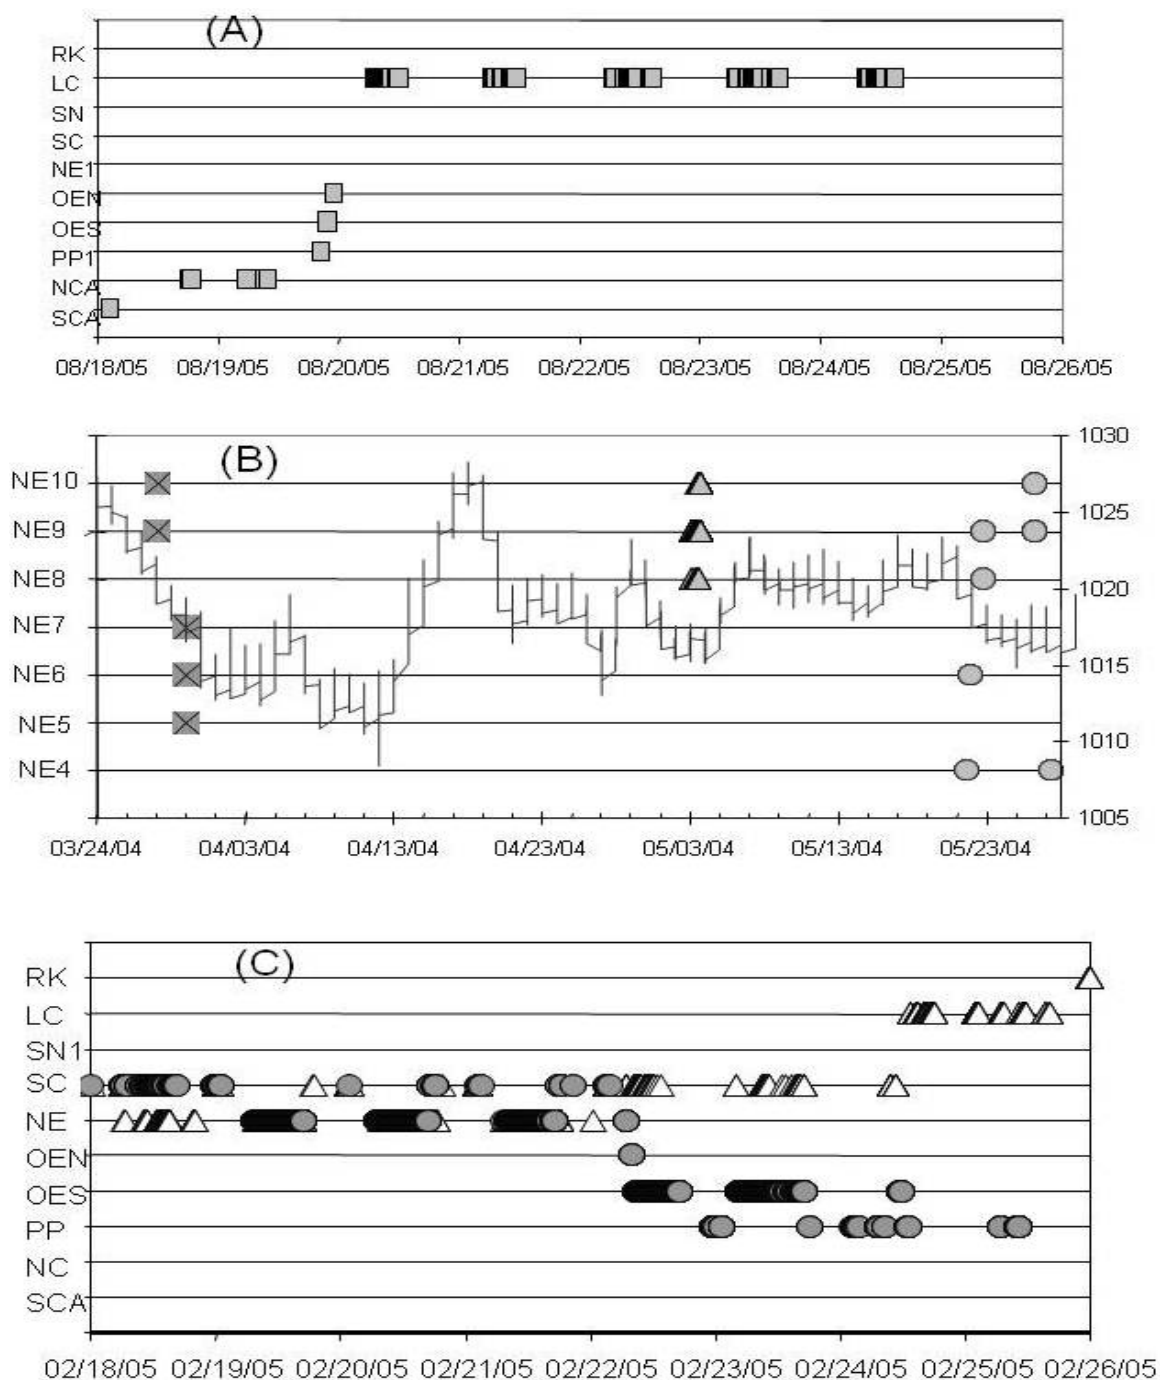 (A)
RK
LC
SN
SC
NE1
OEN
OES
PP1
NCA
SCA
08/18/05 08/19/05 08/20/05 08/21/05 08/22/05 08/23/05 08/24/05 08/25/05 08/26/05
(B)
1030
NE10
1025
NE9
NE8
1020
NE7
1015
NE6
NE5
1010
NE4
1005
03/24/04 04/03/04 04/13/04 04/23/04 05/03/04 05/13/04 05/23/04
(C)
RK
LC
SN1
SC
NE
OEN
OES
PP
NC
SCA
02/18/05 02/19/05 02/20/05 02/21/05 02/22/05 02/23/05 02/24/05 02/25/05 02/26/05